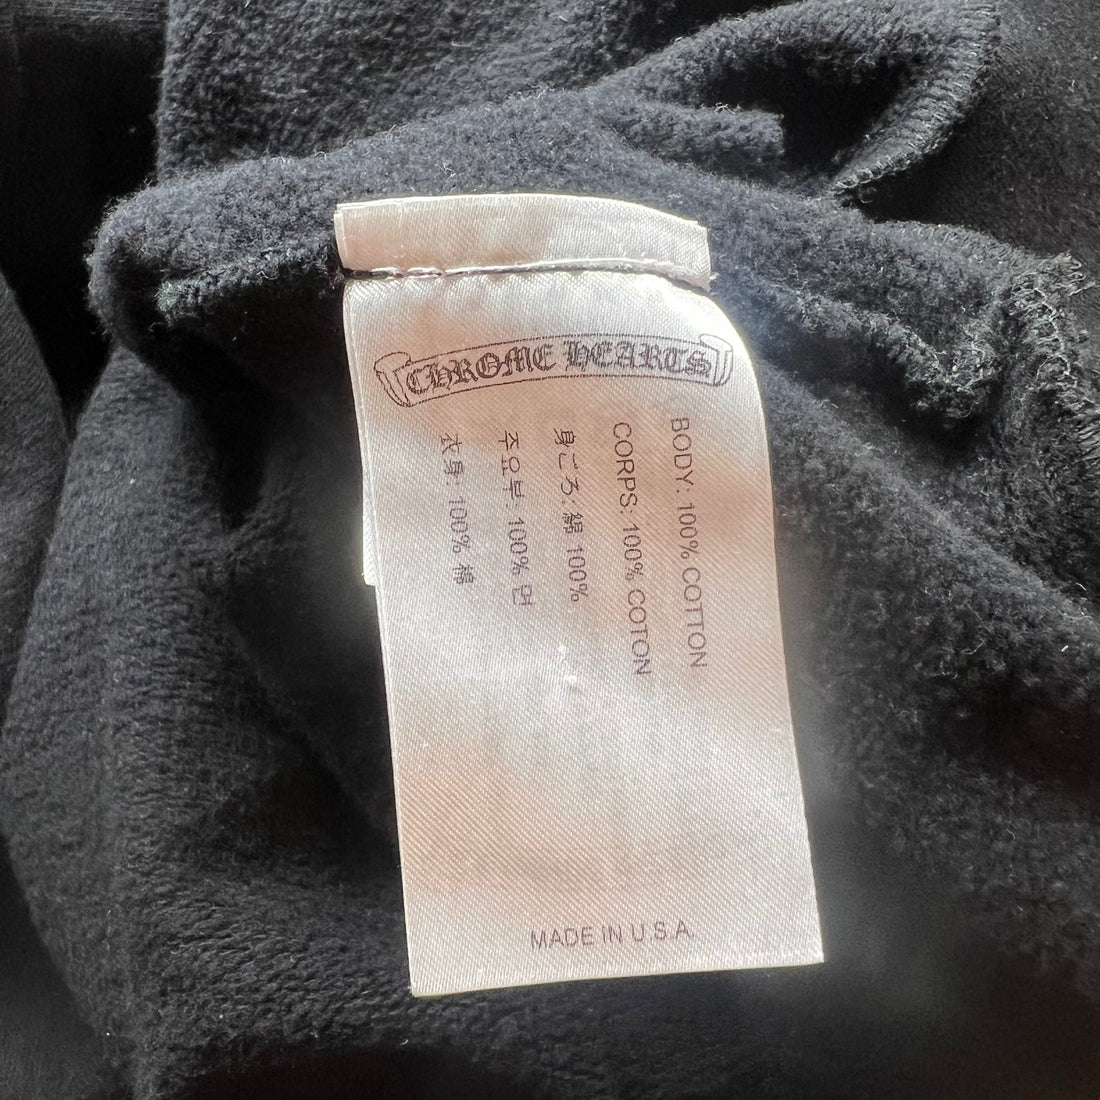 CHROME HEARTS
BODY: 100% COTTON
CORPS: 100% COTON
身ごろ: 綿 100%
주요부: 100% 면
衣身: 100% 棉
MADE IN U.S.A.